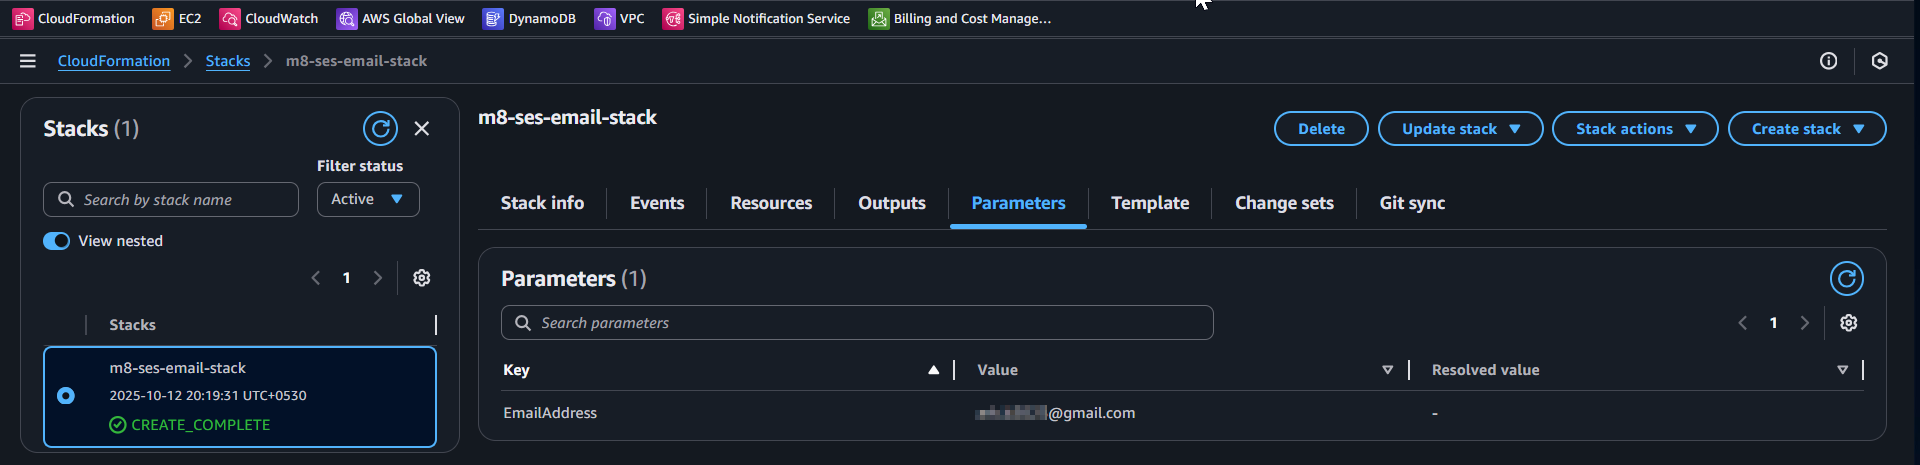 CloudFormation EC2 CloudWatch AWS Global View DynamoDB VPC Simple Notification Service Billing and Cost Manage...
CloudFormation Stacks m8-ses-email-stack
Stacks (1)
Filter status
Search by stack name Active
View nested
1
Stacks
m8-ses-email-stack
2025-10-12 20:19:31 UTC+0530
CREATE_COMPLETE
m8-ses-email-stack
Delete Update stack Stack actions Create stack
Stack info Events Resources Outputs Parameters Template Change sets Git sync
Parameters (1)
Search parameters 1
Key Value Resolved value
EmailAddress @gmail.com -